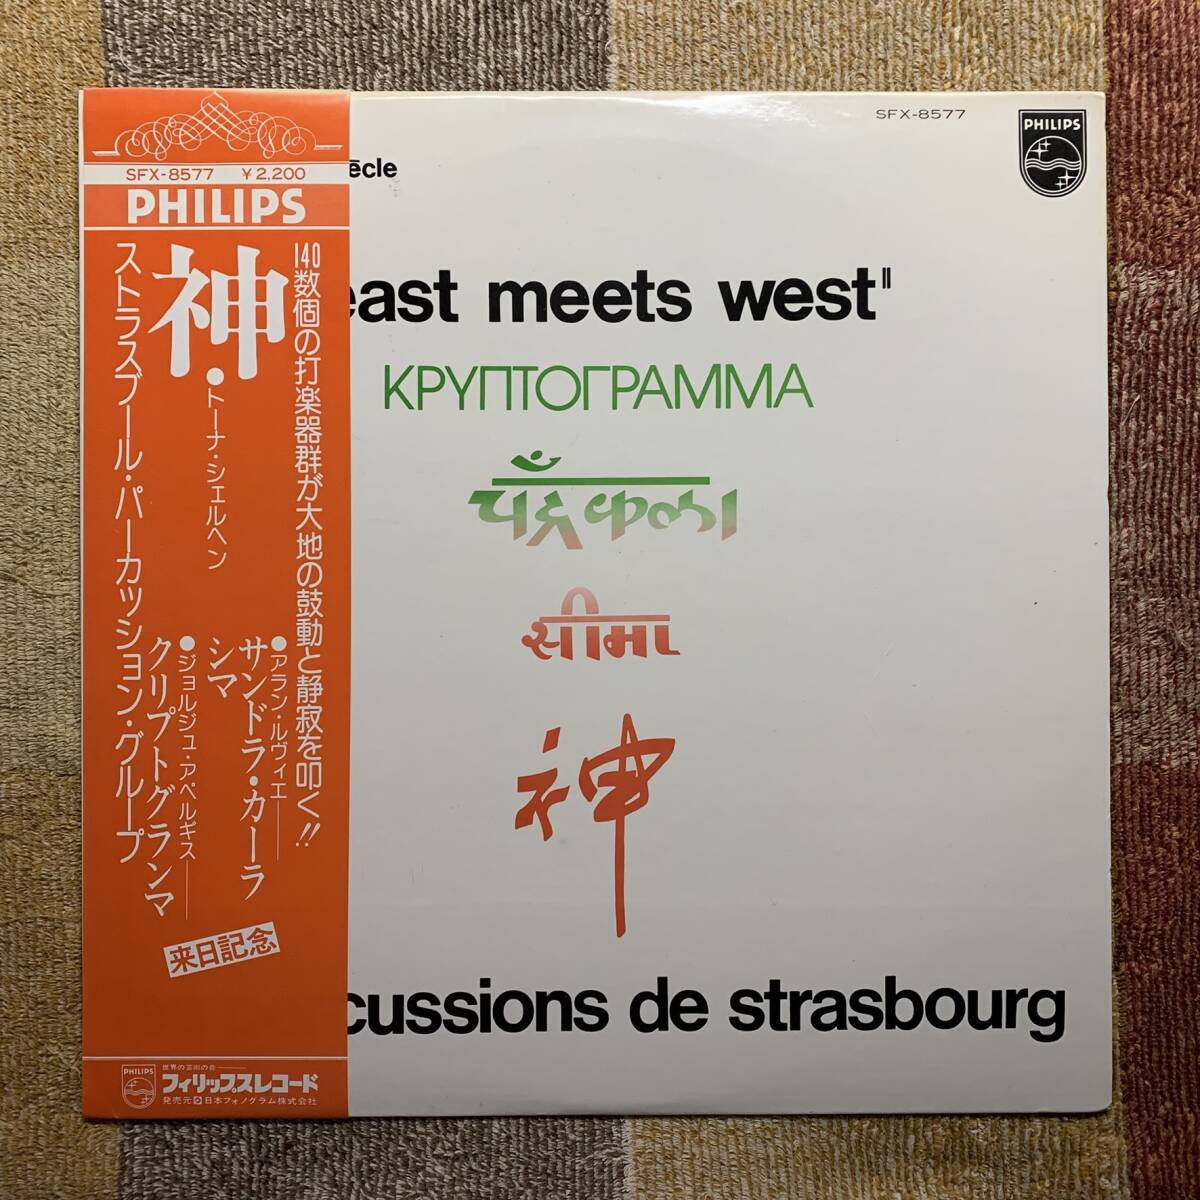 SFX-8577 ¥2,200
PHILIPS
140数個の打楽器群が大地の鼓動と静寂を叩く!!
神
・トーナ・シェルヘン
●アラン・ルヴィエ
サンドラ・カーラ
シマ
●ジョルジュ・アペルギス
クリプトグランマ
ストラスブール・パーカッション・グループ
来日記念
PHILIPS
世界の芸術の音
フィリップスレコード
発売元 日本フォノグラム株式会社
SFX-8577
PHILIPS
ècle
east meets west"
ΚΡΥΠΤΟΓΡΑΜΜΑ
चँद्रकला
सीमा
神
cussions de strasbourg